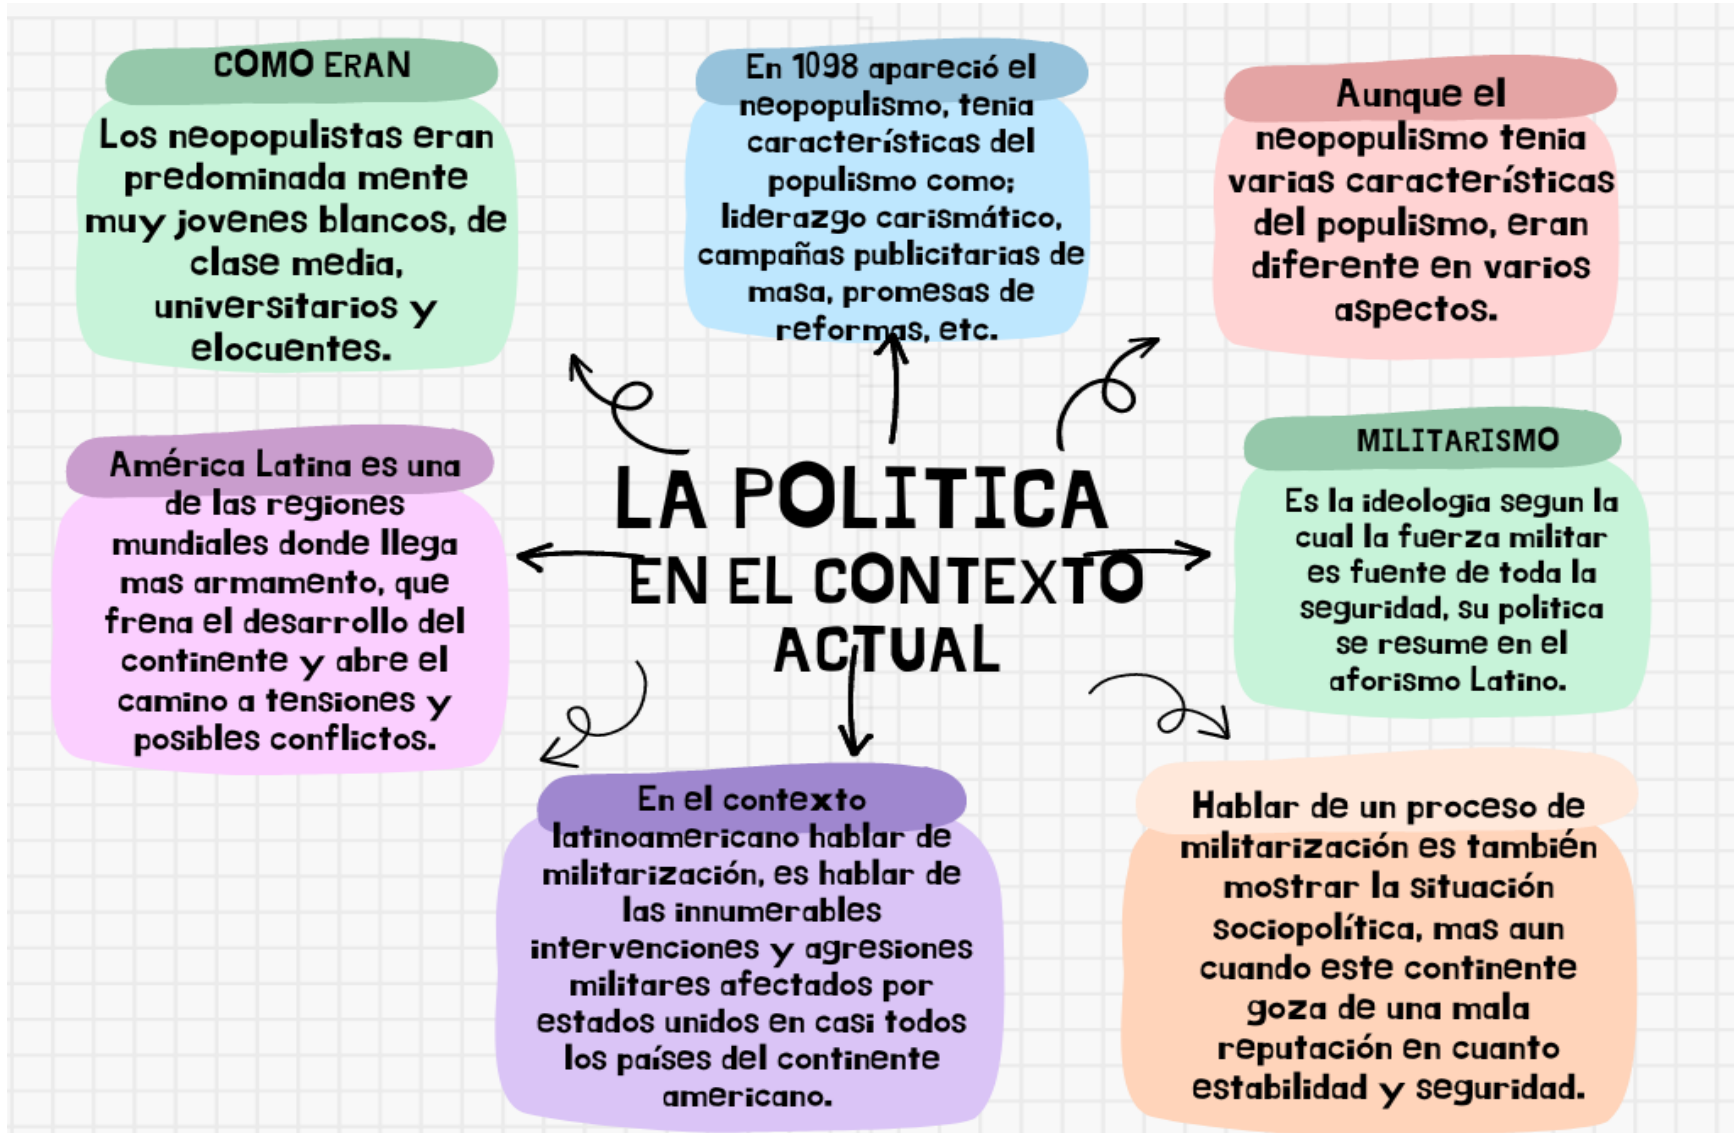 COMO ERAN
Los neopopulistas eran
predominada mente
muy jovenes blancos, de
clase media,
universitarios y
elocuentes.
En 1098 apareció el
neopopulismo, tenia
características del
populismo como;
liderazgo carismático,
campañas publicitarias de
masa, promesas de
reformas, etc.
Aunque el
neopopulismo tenia
varias características
del populismo, eran
diferente en varios
aspectos.
América Latina es una
de las regiones
mundiales donde llega
mas armamento, que
frena el desarrollo del
continente y abre el
camino a tensiones y
posibles conflictos.
LA POLITICA
EN EL CONTEXTO
ACTUAL
MILITARISMO
Es la ideologia segun la
cual la fuerza militar
es fuente de toda la
seguridad, su politica
se resume en el
aforismo Latino.
En el contexto
latinoamericano hablar de
militarización, es hablar de
las innumerables
intervenciones y agresiones
militares afectados por
estados unidos en casi todos
los países del continente
americano.
Hablar de un proceso de
militarización es también
mostrar la situación
sociopolítica, mas aun
cuando este continente
goza de una mala
reputación en cuanto
estabilidad y seguridad.